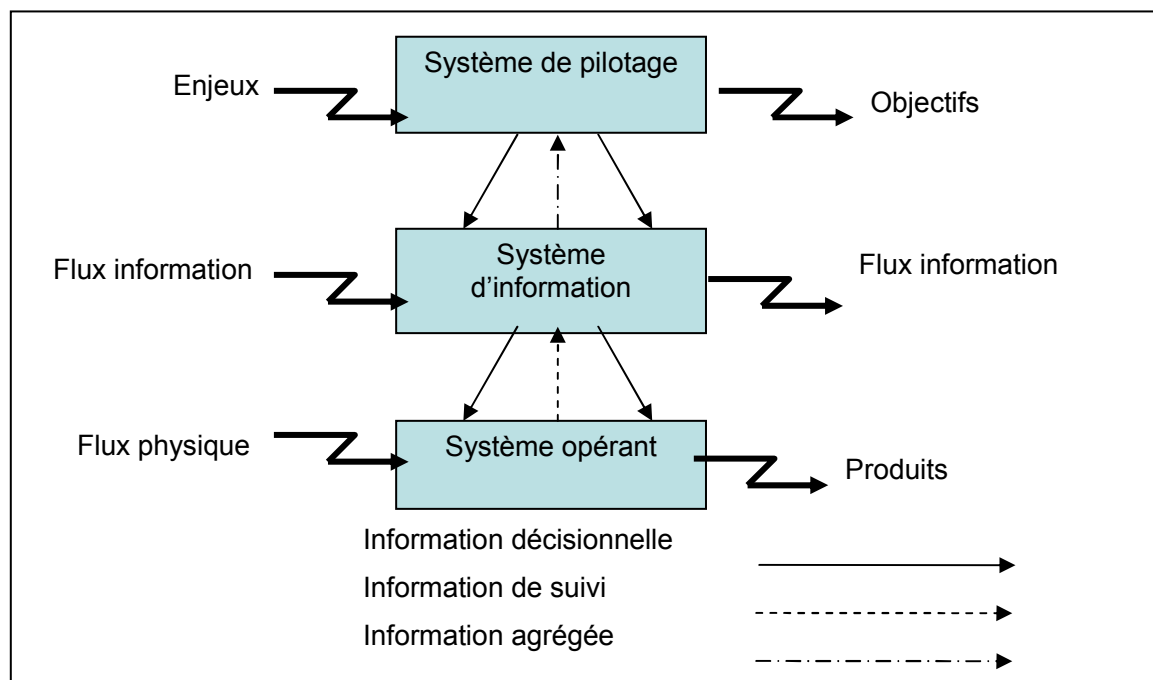 Système de pilotage
Enjeux
Objectifs
Système
d’information
Flux information
Flux information
Système opérant
Flux physique
Produits
Information décisionnelle
Information de suivi
Information agrégée